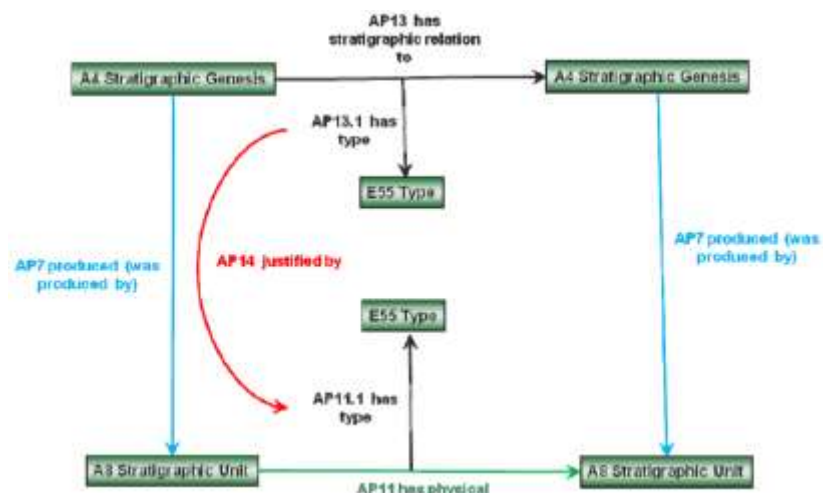 AP13 has
stratigraphic relation
to
A4 Stratigraphic Genesis
A4 Stratigraphic Genesis
AP13.1 has
type
E55 Type
AP7 produced (was
produced by)
AP14 justified by
AP7 produced (was
produced by)
E55 Type
AP11.1 has
type
A8 Stratigraphic Unit
A8 Stratigraphic Unit
AP11 has physical